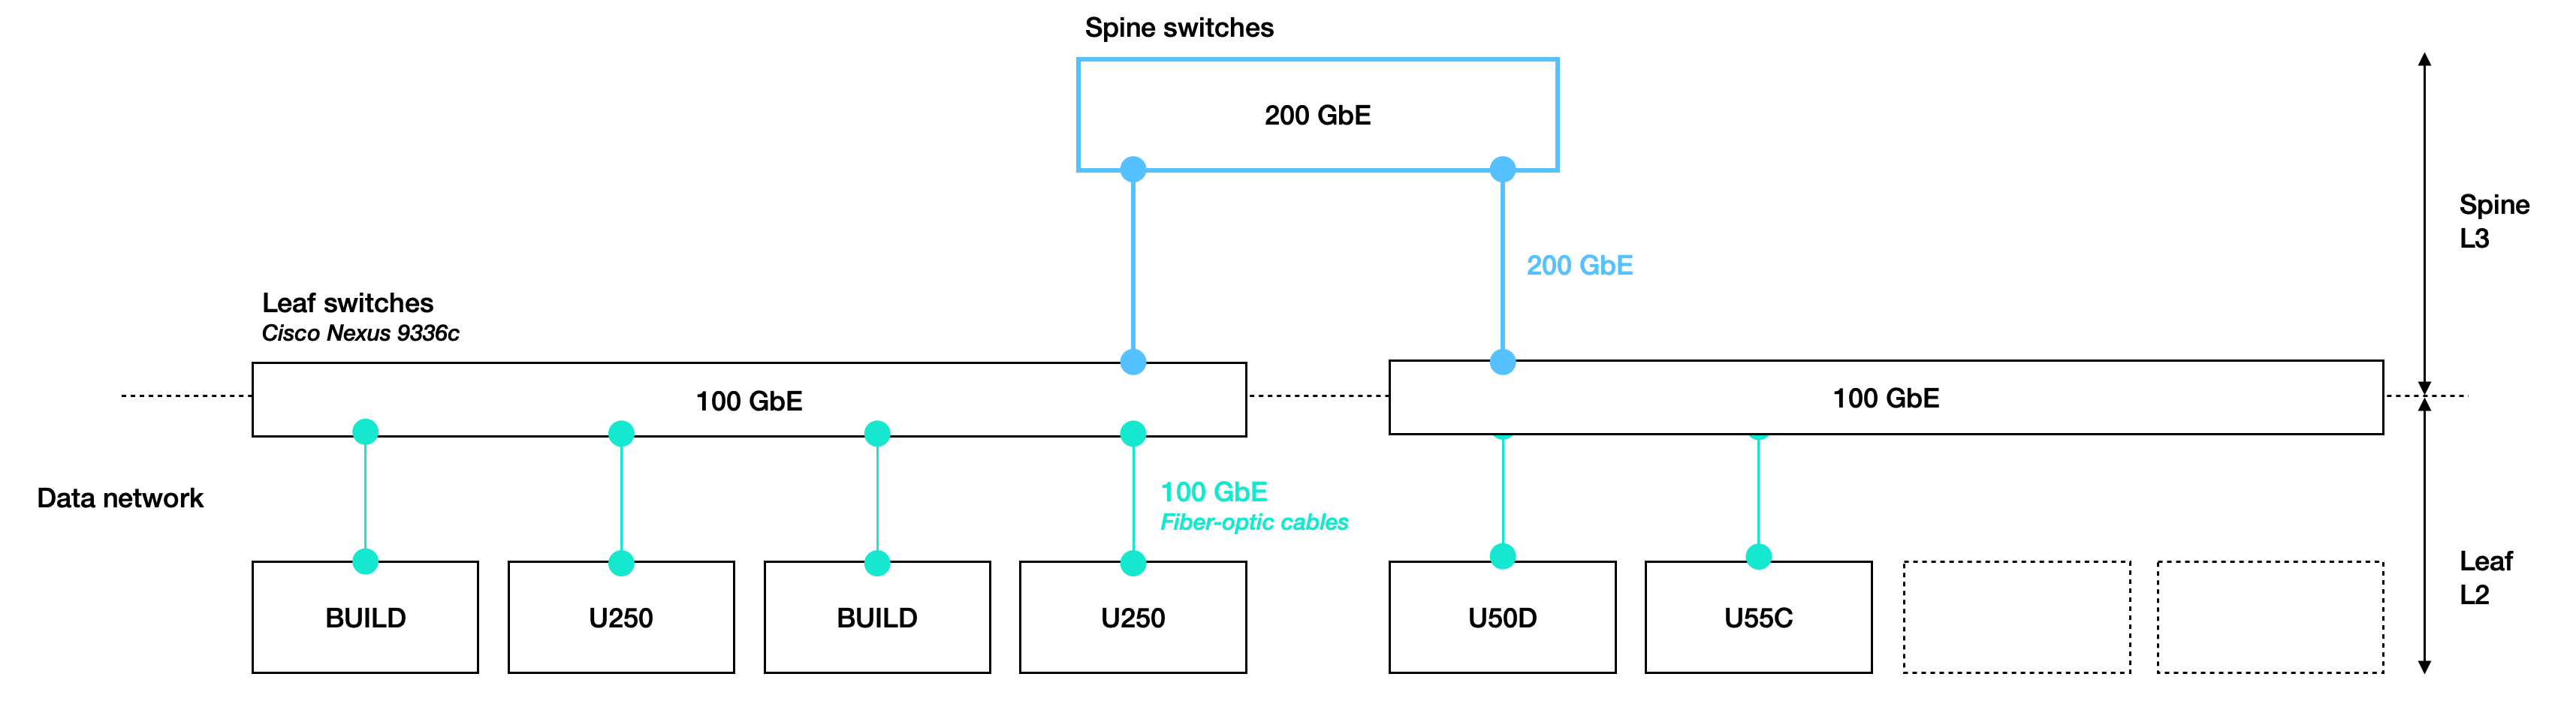 Spine switches
200 GbE
Spine
L3
200 GbE
Leaf switches
Cisco Nexus 9336c
100 GbE
100 GbE
Data network
100 GbE
Fiber-optic cables
Leaf
L2
BUILD
U250
BUILD
U250
U50D
U55C